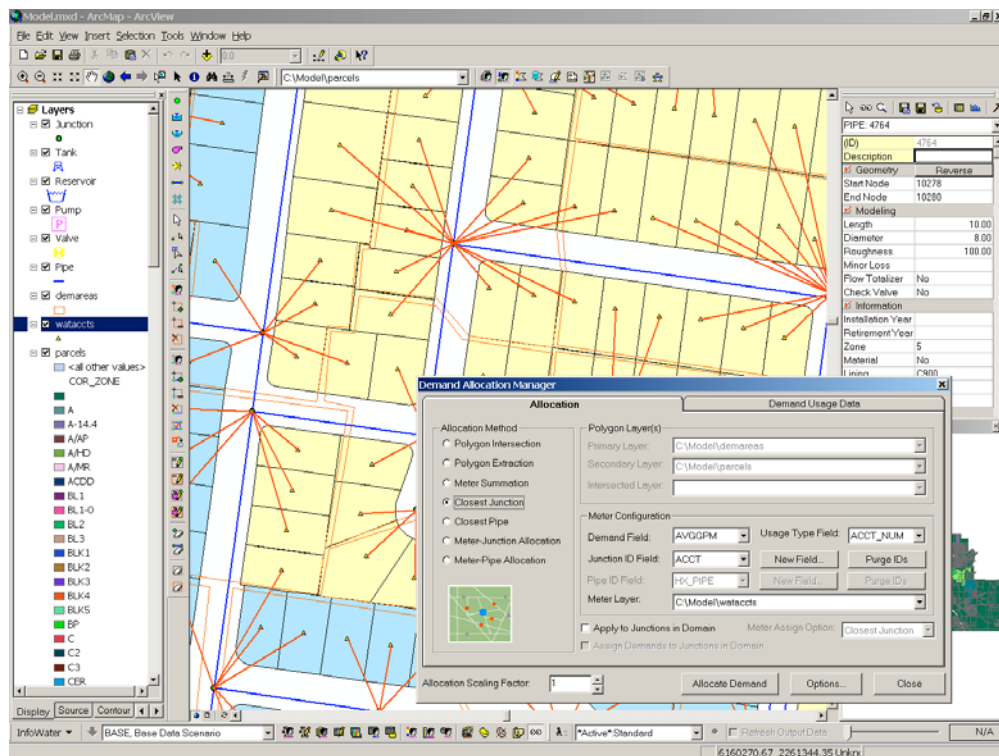 Model.mxd - ArcMap - ArcView
File Edit View Insert Selection Tools Window Help
0.0
C:\Model\parcels
Layers
Junction
Tank
Reservoir
Pump
P
Valve
Pipe
demareas
wataccts
parcels
<all other values>
COR_ZONE
A
A-14.4
A/AP
A/HD
A/MR
ACDD
BL1
BL1-0
BL2
BL3
BLK1
BLK2
BLK3
BLK4
BLK5
BP
C
C2
C3
CER
Display Source Contour
PIPE: 4764
(ID) 4764
Description
Geometry Reverse
Start Node 10278
End Node 10280
Modeling
Length 10.00
Diameter 8.00
Roughness 100.00
Minor Loss
Flow Totalizer No
Check Valve No
Information
Installation Year
Retirement Year
Zone 5
Material No
Lining C900
Demand Allocation Manager
Allocation Demand Usage Data
Allocation Method
Polygon Intersection
Polygon Extraction
Meter Summation
Closest Junction
Closest Pipe
Meter-Junction Allocation
Meter-Pipe Allocation
Polygon Layer(s)
Primary Layer: C:\Model\demareas
Secondary Layer: C:\Model\parcels
Intersected Layer:
Meter Configuration
Demand Field: AVGGPM Usage Type Field: ACCT_NUM
Junction ID Field: ACCT New Field... Purge IDs
Pipe ID Field: HX_PIPE New Field... Purge IDs
Meter Layer: C:\Model\wataccts
Apply to Junctions in Domain Meter Assign Option: Closest Junction
Assign Demands to Junctions in Domain
Allocation Scaling Factor: 1 Allocate Demand Options... Close
InfoWater BASE, Base Data Scenario *Active*:Standard Refresh Output Data N/A
6160270.67 2261344.35 Unkno